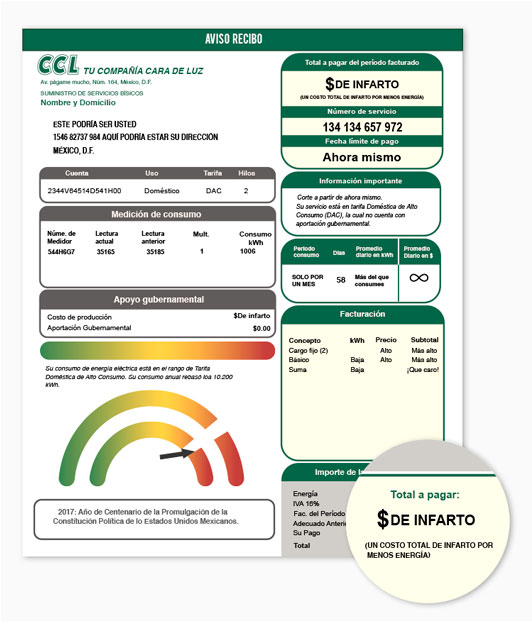 AVISO RECIBO
CCL TU COMPAÑÍA CARA DE LUZ
Av. págame mucho, Núm. 164, México, D.F.
SUMINISTRO DE SERVICIOS BÍSICOS
Nombre y Domicilio
ESTE PODRÍA SER USTED
1546 82737 984 AQUÍ PODRÍA ESTAR SU DIRECCIÓN
MÉXICO, D.F.
Total a pagar del período facturado
$DE INFARTO
(UN COSTO TOTAL DE INFARTO POR MENOS ENERGÍA)
Número de servicio
134 134 657 972
Fecha límite de pago
Ahora mismo
Cuenta Uso Tarifa Hilos
2344V64514D541H00 Doméstico DAC 2
Medición de consumo
Núme. de Medidor Lectura actual Lectura anterior Mult. Consumo kWh
544H6G7 35165 35185 1 1006
Apoyo gubernamental
Costo de producción $De infarto
Aportación Gubernamental $0.00
Su consumo de energía eléctrica está en el rango de Tarifa
Doméstica de Alto Consumo. Su consumo anual rebasó los 10.200
kWh.
2017: Año de Centenario de la Promulgación de la
Constitución Política de lo Estados Unidos Mexicanos.
Información importante
Corte a partir de ahora mismo.
Su servicio está en tarifa Doméstica de Alto
Consumo (DAC), la cual no cuenta con
aportación gubernamental.
Periodo consumo Días Promedio diario en kWh Promedio Diario en $
SOLO POR UN MES 58 Más del que consumes ∞
Facturación
Concepto kWh Precio Subtotal
Cargo fijo (2) Alto Más alto
Básico Baja Alto Más alto
Suma Baja ¡Que caro!
Importe de
Energía
IVA 16%
Fac. del Período
Adecuado
Su Pago
Total
Total a pagar:
$DE INFARTO
(UN COSTO TOTAL DE INFARTO POR
MENOS ENERGÍA)